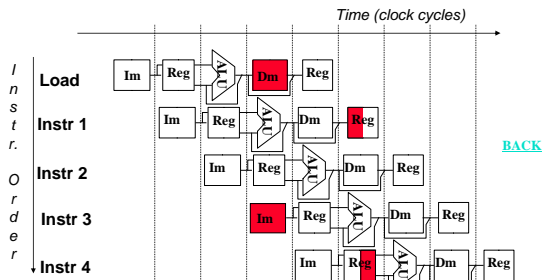 Time (clock cycles)
I
n
s
t
r.
O
r
d
e
r
Load
Im
Reg
ALU
Dm
Reg
Instr 1
Im
Reg
ALU
Dm
Reg
BACK
Instr 2
Im
Reg
ALU
Dm
Reg
Instr 3
Im
Reg
ALU
Dm
Reg
Instr 4
Im
Reg
ALU
Dm
Reg